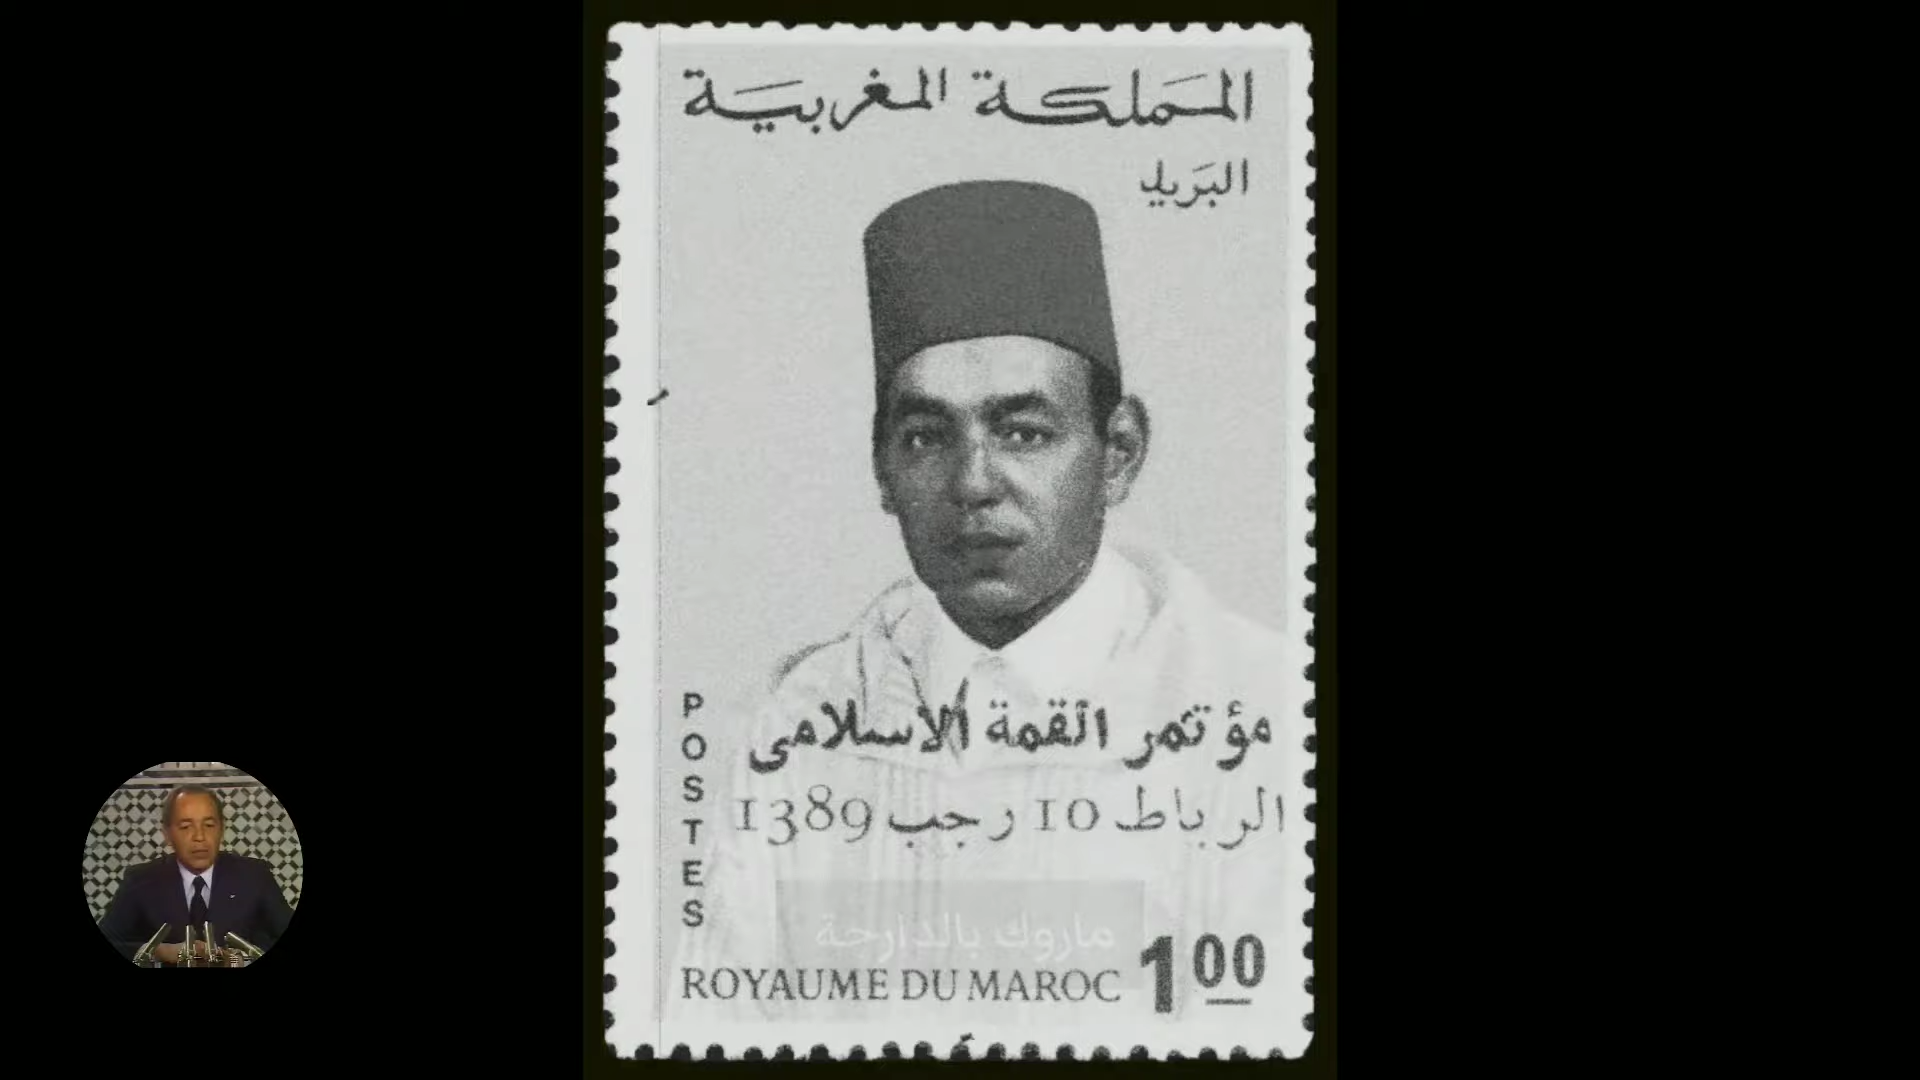 المملكة المغربية
البريد
مؤتمر القمة الاسلامى
الرباط 10 رجب 1389
ماروك بالدارجة
POSTES
ROYAUME DU MAROC
1.00